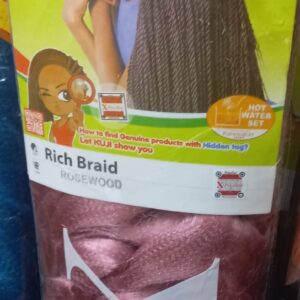 HOT
WATER
SET
How to find Genuine products with Hidden tag?
Let KUJI show you
Rich Braid
ROSEWOOD